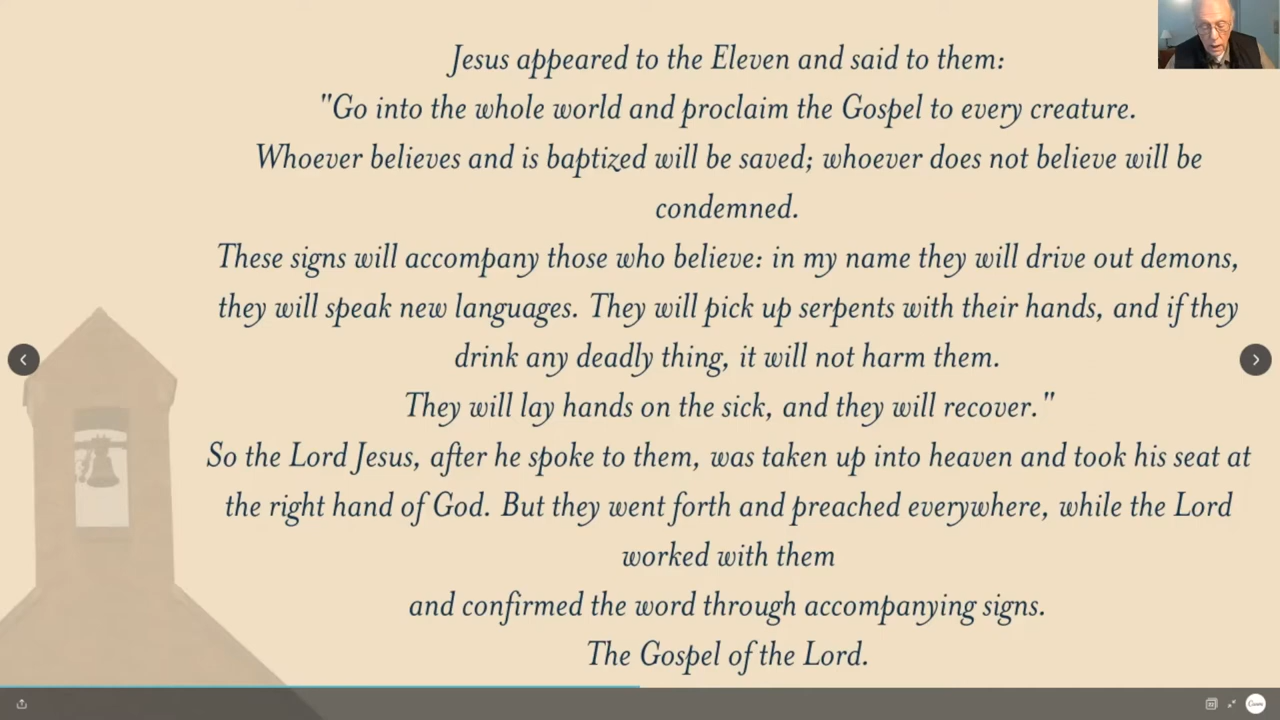 Jesus appeared to the Eleven and said to them:
"Go into the whole world and proclaim the Gospel to every creature.
Whoever believes and is baptized will be saved; whoever does not believe will be
condemned.
These signs will accompany those who believe: in my name they will drive out demons,
they will speak new languages. They will pick up serpents with their hands, and if they
drink any deadly thing, it will not harm them.
They will lay hands on the sick, and they will recover."
So the Lord Jesus, after he spoke to them, was taken up into heaven and took his seat at
the right hand of God. But they went forth and preached everywhere, while the Lord
worked with them
and confirmed the word through accompanying signs.
The Gospel of the Lord.
Canva